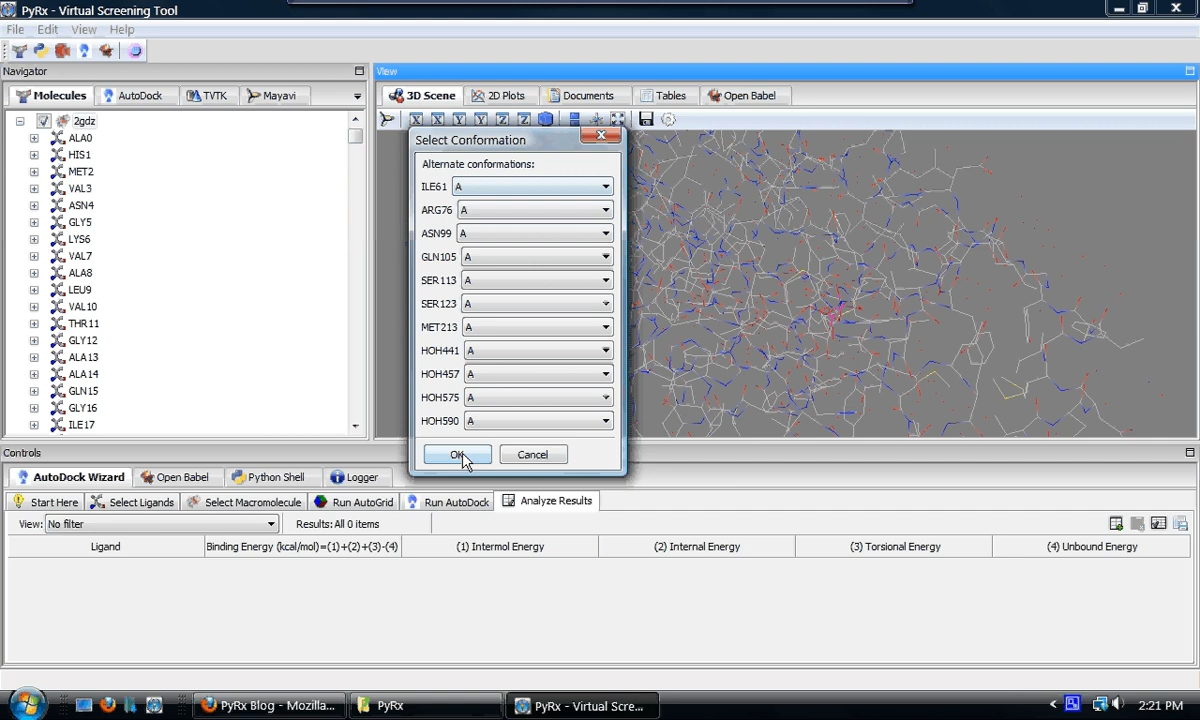 PyRx - Virtual Screening Tool
File Edit View Help
Navigator
View
Molecules AutoDock TVTK Mayavi
3D Scene 2D Plots Documents Tables Open Babel
X X Y Y Z Z
2gdz
ALA0
HIS1
MET2
VAL3
ASN4
GLY5
LYS6
VAL7
ALA8
LEU9
VAL10
THR11
GLY12
ALA13
ALA14
GLN15
GLY16
ILE17
Select Conformation
Alternate conformations:
ILE61 A
ARG76 A
ASN99 A
GLN105 A
SER113 A
SER123 A
MET213 A
HOH441 A
HOH457 A
HOH575 A
HOH590 A
OK Cancel
Controls
AutoDock Wizard Open Babel Python Shell Logger
Start Here Select Ligands Select Macromolecule Run AutoGrid Run AutoDock Analyze Results
View: No filter Results: All 0 items
Ligand Binding Energy (kcal/mol)=(1)+(2)+(3)-(4) (1) Intermol Energy (2) Internal Energy (3) Torsional Energy (4) Unbound Energy
PyRx Blog - Mozilla... PyRx PyRx - Virtual Scre... 2:21 PM